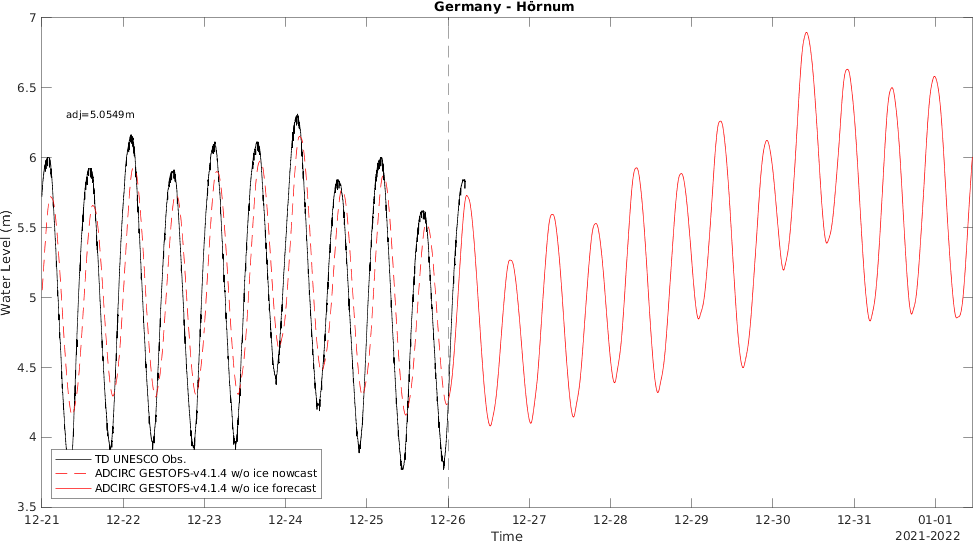 Germany - Hörnum
7
6.5
6
5.5
5
4.5
4
3.5
Water Level (m)
adj=5.0549m
TD UNESCO Obs.
ADCIRC GESTOFS-v4.1.4 w/o ice nowcast
ADCIRC GESTOFS-v4.1.4 w/o ice forecast
12-21 12-22 12-23 12-24 12-25 12-26 12-27 12-28 12-29 12-30 12-31 01-01
Time
2021-2022